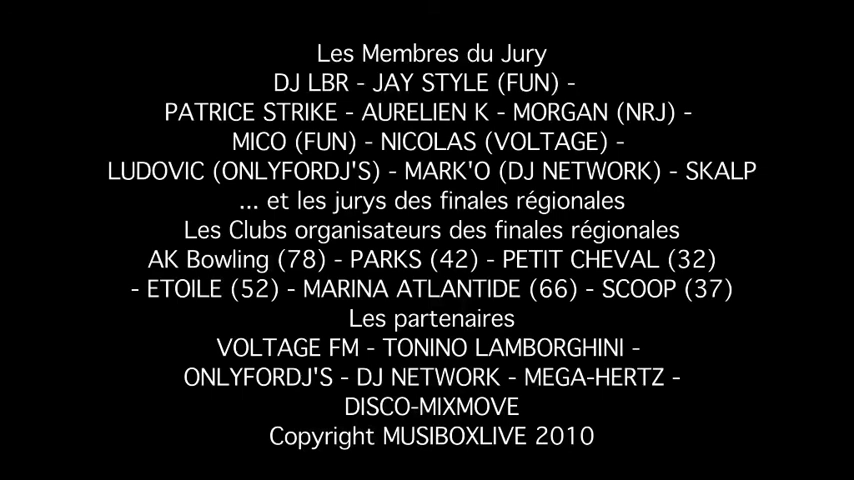 Les Membres du Jury
DJ LBR - JAY STYLE (FUN) -
PATRICE STRIKE - AURELIEN K - MORGAN (NRJ) -
MICO (FUN) - NICOLAS (VOLTAGE) -
LUDOVIC (ONLYFORDJ'S) - MARK'O (DJ NETWORK) - SKALP
... et les jurys des finales régionales
Les Clubs organisateurs des finales régionales
AK Bowling (78) - PARKS (42) - PETIT CHEVAL (32)
- ETOILE (52) - MARINA ATLANTIDE (66) - SCOOP (37)
Les partenaires
VOLTAGE FM - TONINO LAMBORGHINI -
ONLYFORDJ'S - DJ NETWORK - MEGA-HERTZ -
DISCO-MIXMOVE
Copyright MUSIBOXLIVE 2010